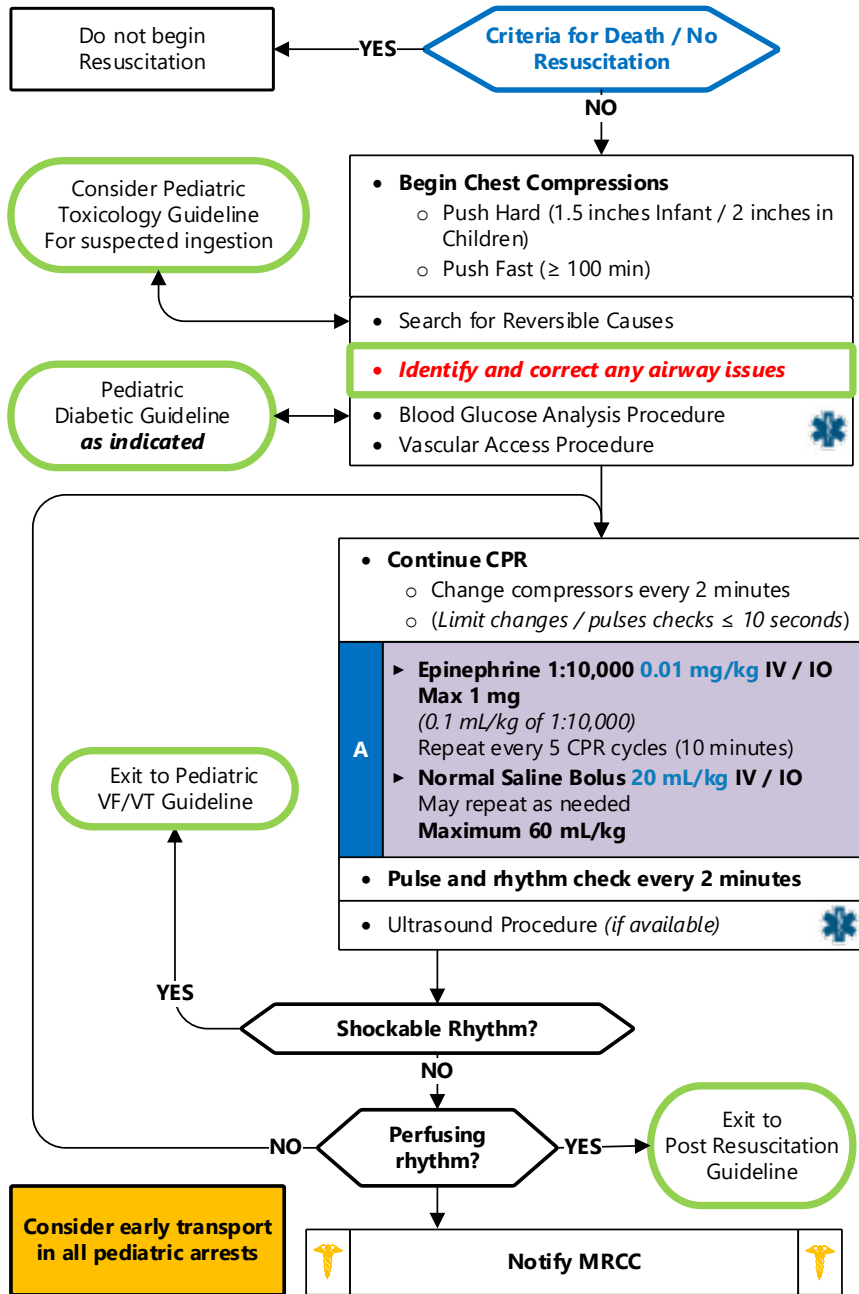 Do not begin
Resuscitation
YES
Criteria for Death / No
Resuscitation
NO
Consider Pediatric
Toxicology Guideline
For suspected ingestion
• Begin Chest Compressions
o Push Hard (1.5 inches Infant / 2 inches in
Children)
o Push Fast (≥ 100 min)
• Search for Reversible Causes
• Identify and correct any airway issues
Pediatric
Diabetic Guideline
as indicated
• Blood Glucose Analysis Procedure
• Vascular Access Procedure
• Continue CPR
o Change compressors every 2 minutes
o (Limit changes / pulses checks ≤ 10 seconds)
A
► Epinephrine 1:10,000 0.01 mg/kg IV / IO
Max 1 mg
(0.1 mL/kg of 1:10,000)
Repeat every 5 CPR cycles (10 minutes)
► Normal Saline Bolus 20 mL/kg IV / IO
May repeat as needed
Maximum 60 mL/kg
Exit to Pediatric
VF/VT Guideline
• Pulse and rhythm check every 2 minutes
• Ultrasound Procedure (if available)
YES
Shockable Rhythm?
NO
NO
Perfusing
rhythm?
YES
Exit to
Post Resuscitation
Guideline
Consider early transport
in all pediatric arrests
Notify MRCC